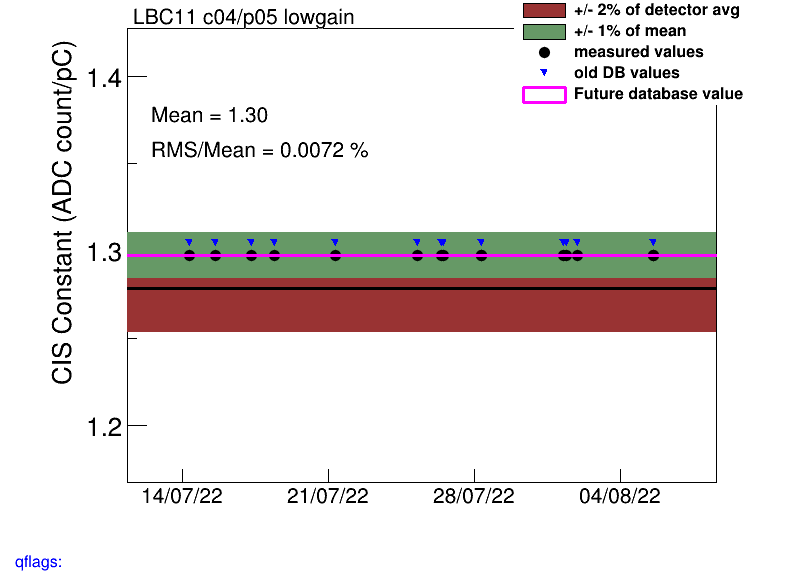 LBC11 c04/p05 lowgain
+/- 2% of detector avg
+/- 1% of mean
measured values
old DB values
Future database value
CIS Constant (ADC count/pC)
1.4
1.3
1.2
Mean = 1.30
RMS/Mean = 0.0072 %
14/07/22 21/07/22 28/07/22 04/08/22
qflags: